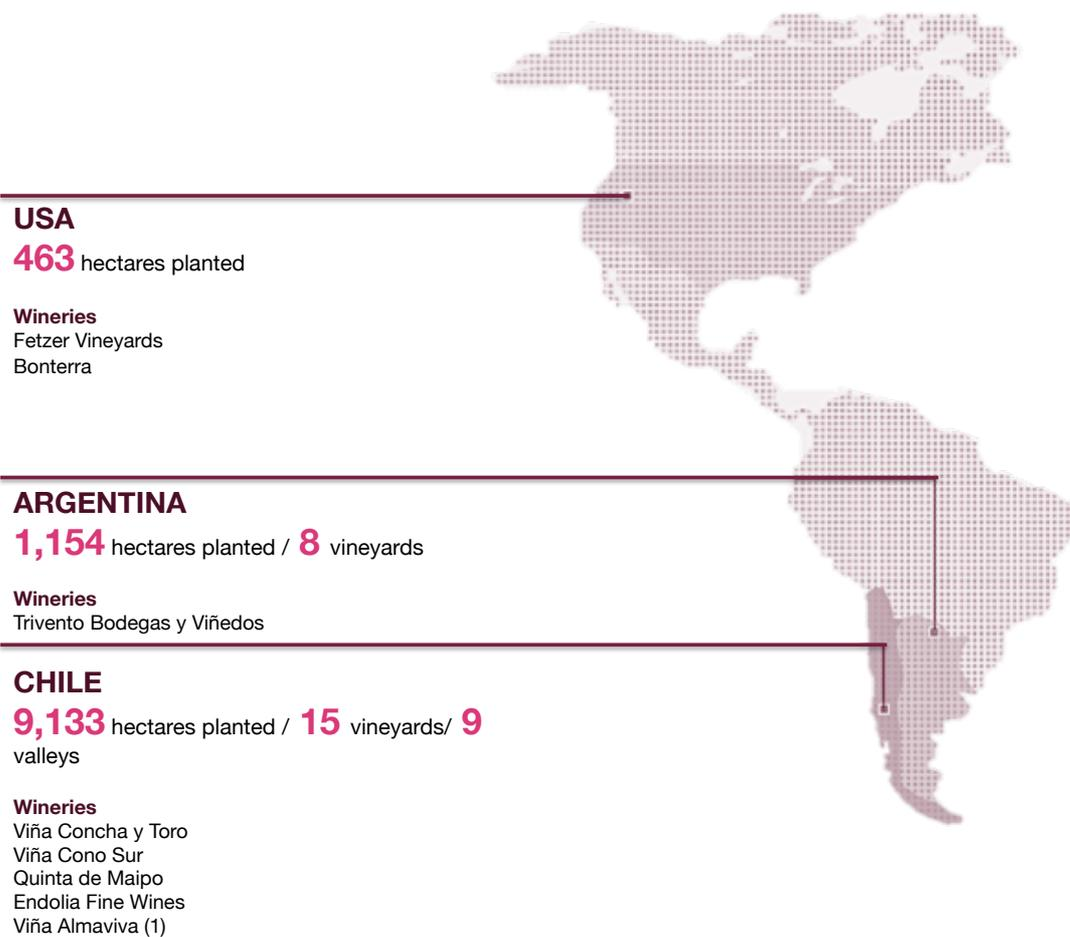 USA
463 hectares planted
Wineries
Fetzer Vineyards
Bonterra
ARGENTINA
1,154 hectares planted / 8 vineyards
Wineries
Trivento Bodegas y Viñedos
CHILE
9,133 hectares planted / 15 vineyards/ 9
valleys
Wineries
Viña Concha y Toro
Viña Cono Sur
Quinta de Maipo
Endolia Fine Wines
Viña Almaviva (1)